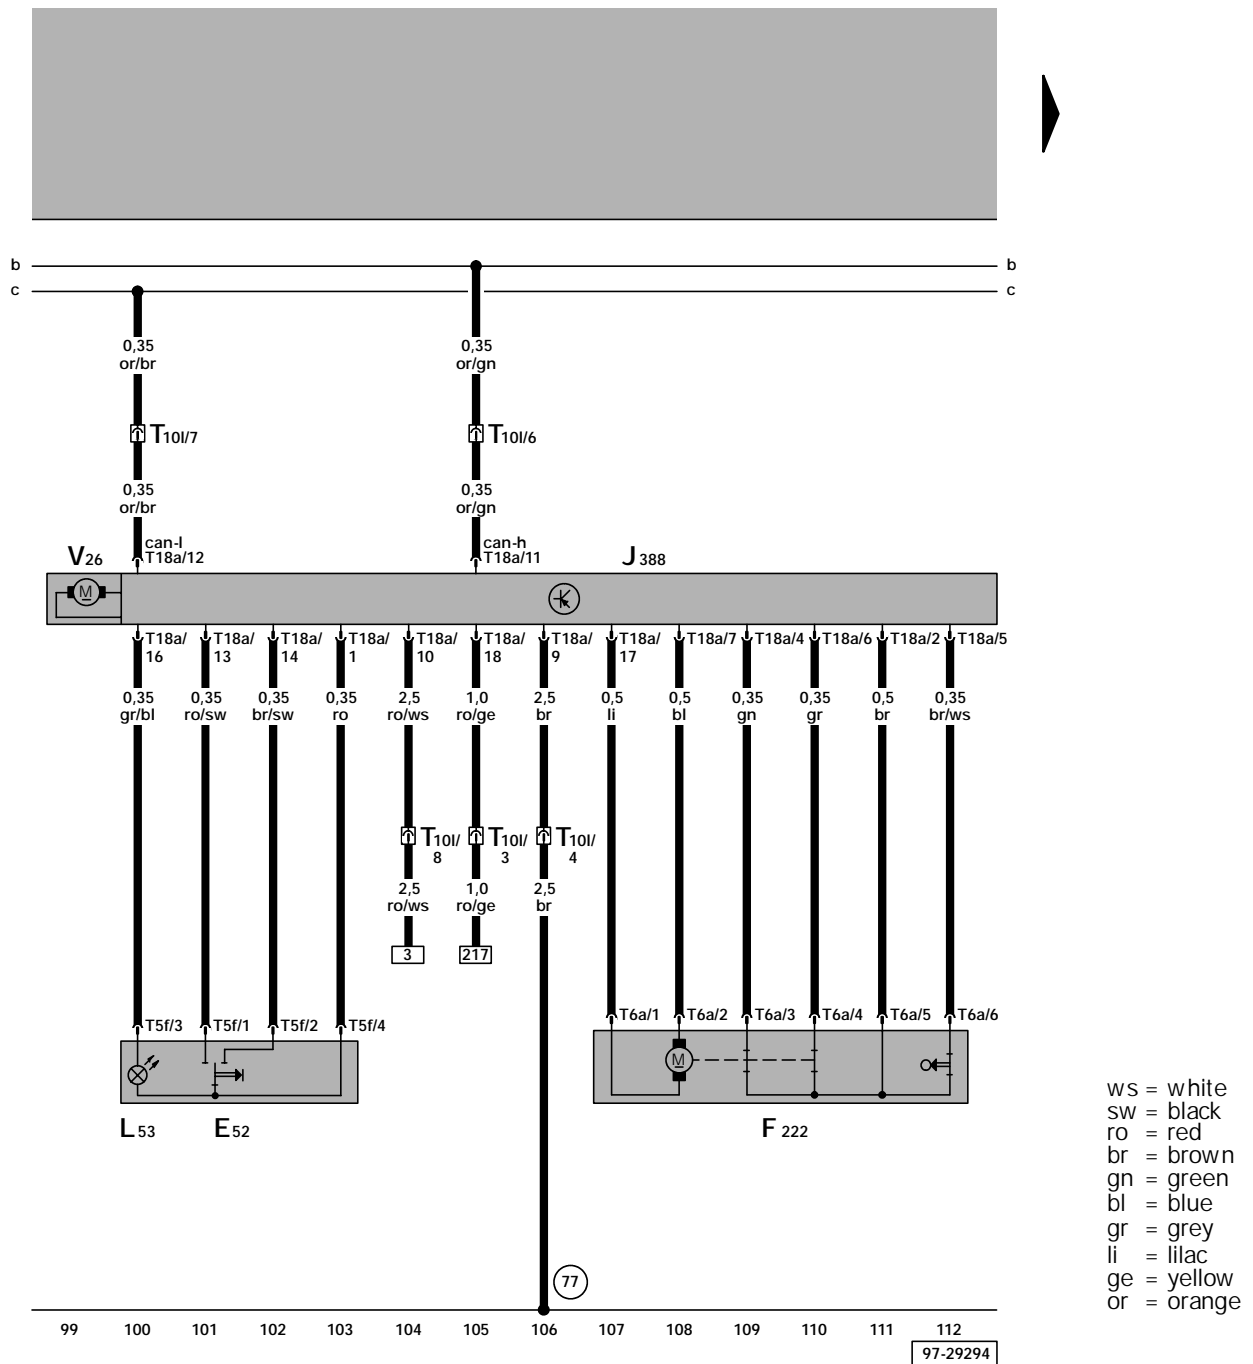 b b
c c
0,35 0,35
or/br or/gn
T10l/7 T10l/6
0,35 0,35
or/br or/gn
can-l can-h
V26 T18a/12 T18a/11 J388
M
T18a/ T18a/ T18a/ T18a/ T18a/ T18a/ T18a/ T18a/ T18a/7 T18a/4 T18a/6 T18a/2 T18a/5
16 13 14 1 10 18 9 17
0,35 0,35 0,35 0,35 2,5 1,0 2,5 0,5 0,5 0,35 0,35 0,5 0,35
gr/bl ro/sw br/sw ro ro/ws ro/ge br li bl gn gr br br/ws
T10l/ T10l/ T10l/
8 3 4
2,5 1,0 2,5
ro/ws ro/ge br
3 217
T5f/3 T5f/1 T5f/2 T5f/4 T6a/1 T6a/2 T6a/3 T6a/4 T6a/5 T6a/6
M
L53 E52 F222
ws = white
sw = black
ro = red
br = brown
gn = green
bl = blue
gr = grey
li = lilac
ge = yellow
or = orange
77
99 100 101 102 103 104 105 106 107 108 109 110 111 112
97-29294